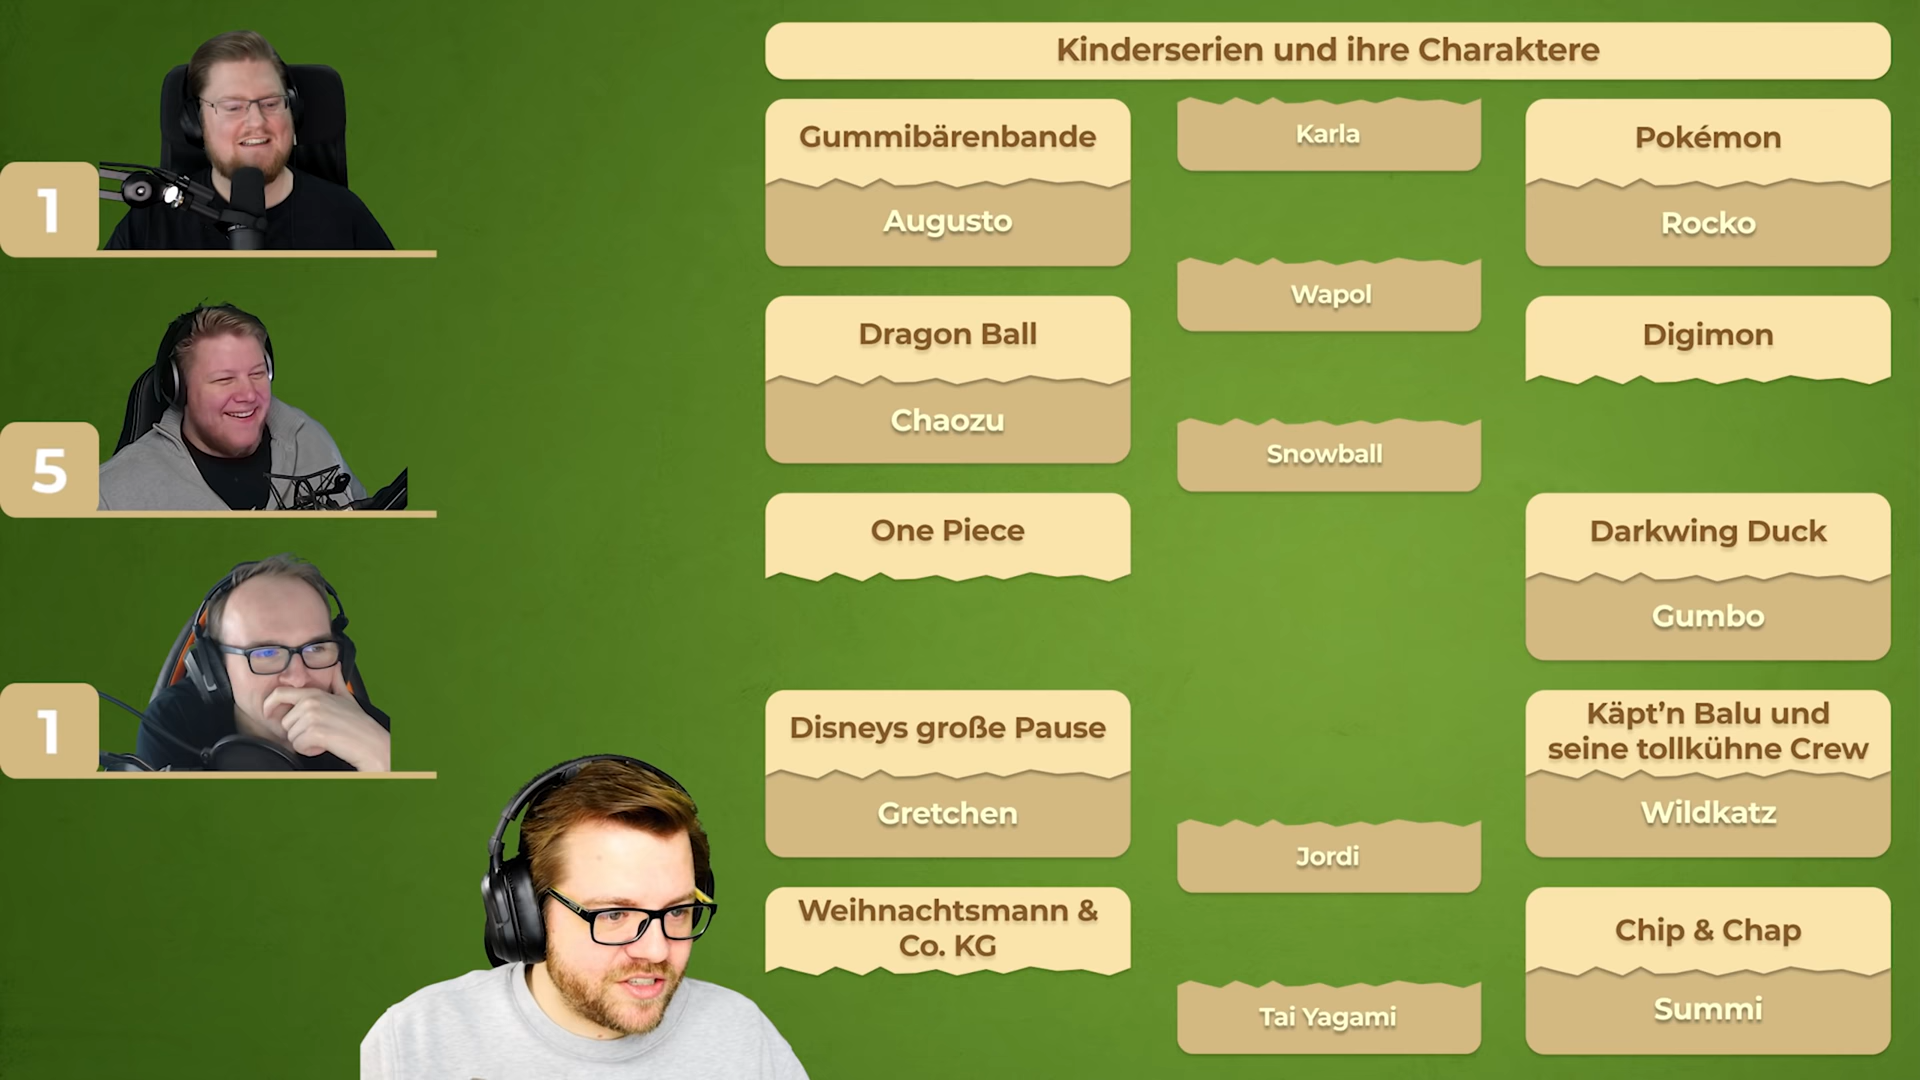 Kinderserien und ihre Charaktere
1
5
1
Gummibärenbande
Augusto
Dragon Ball
Chaozu
One Piece
Disneys große Pause
Gretchen
Weihnachtsmann &
Co. KG
Karla
Wapol
Snowball
Jordi
Tai Yagami
Pokémon
Rocko
Digimon
Darkwing Duck
Gumbo
Käpt’n Balu und
seine tollkühne Crew
Wildkatz
Chip & Chap
Summi